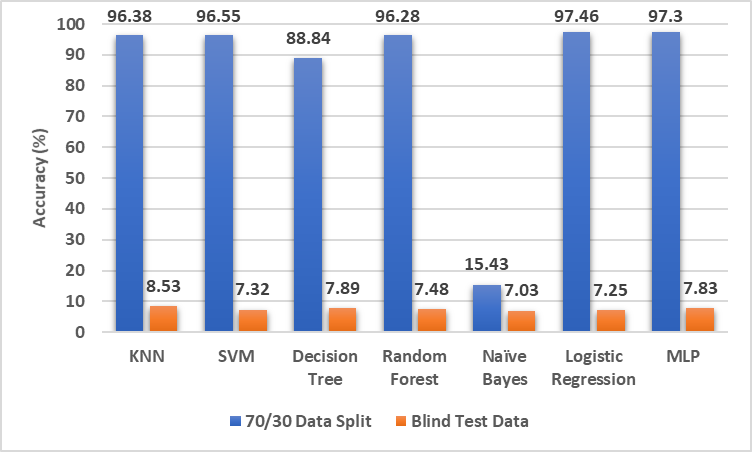 96.38 96.55 88.84 96.28 15.43 97.46 97.3
8.53 7.32 7.89 7.48 7.03 7.25 7.83
Accuracy (%)
100
90
80
70
60
50
40
30
20
10
0
KNN SVM Decision Random Naïve Logistic MLP
Tree Forest Bayes Regression
70/30 Data Split Blind Test Data